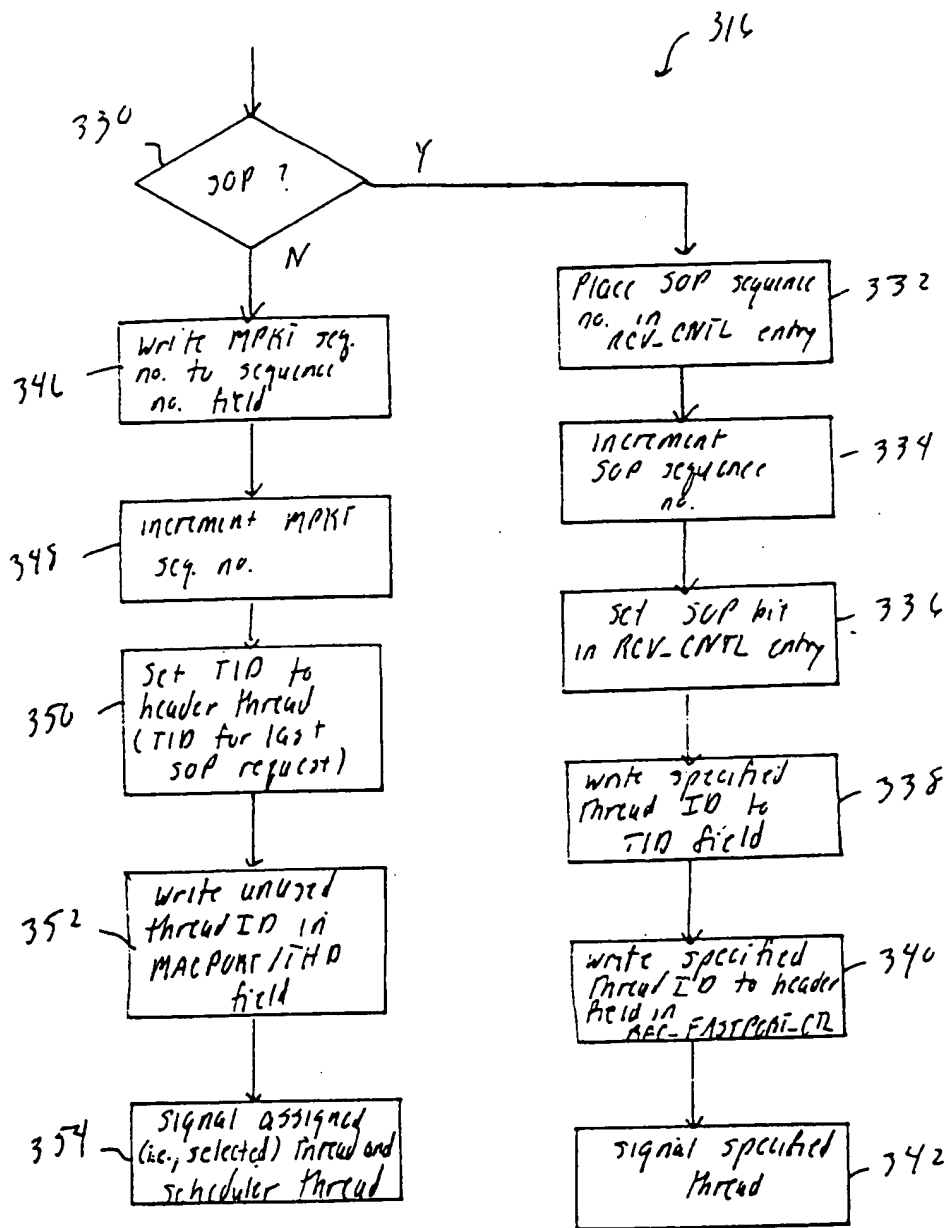 316
330
SOP ?
Y
N
Place SOP sequence
no. in
RCV_CNTL entry
332
Write MPKT seq.
no. to sequence
no. field
346
increment
SOP sequence
no.
334
increment MPKT
seq. no.
348
set SOP bit
in RCV_CNTL entry
336
Set TID to
header thread
(TID for last
SOP request)
350
write specified
thread ID to
TID field
338
write unused
thread ID in
MACPORT/THD
field
352
write specified
thread ID to header
field in
REC_FASTPORT_CTL
340
signal assigned
(i.e., selected) thread and
scheduler thread
354
signal specified
thread
342